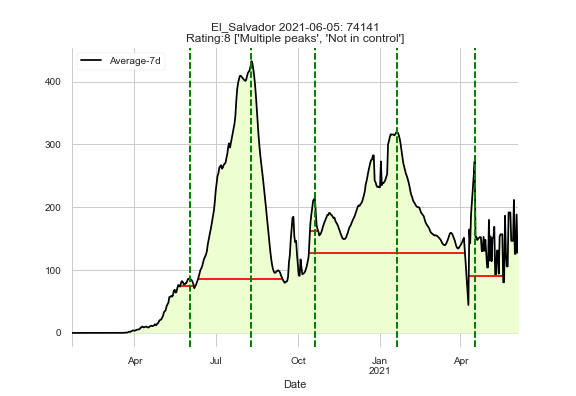 El_Salvador 2021-06-05: 74141
Rating:8 ['Multiple peaks', 'Not in control']
Average-7d
400
300
200
100
0
Apr Jul Oct Jan Apr
2021
Date